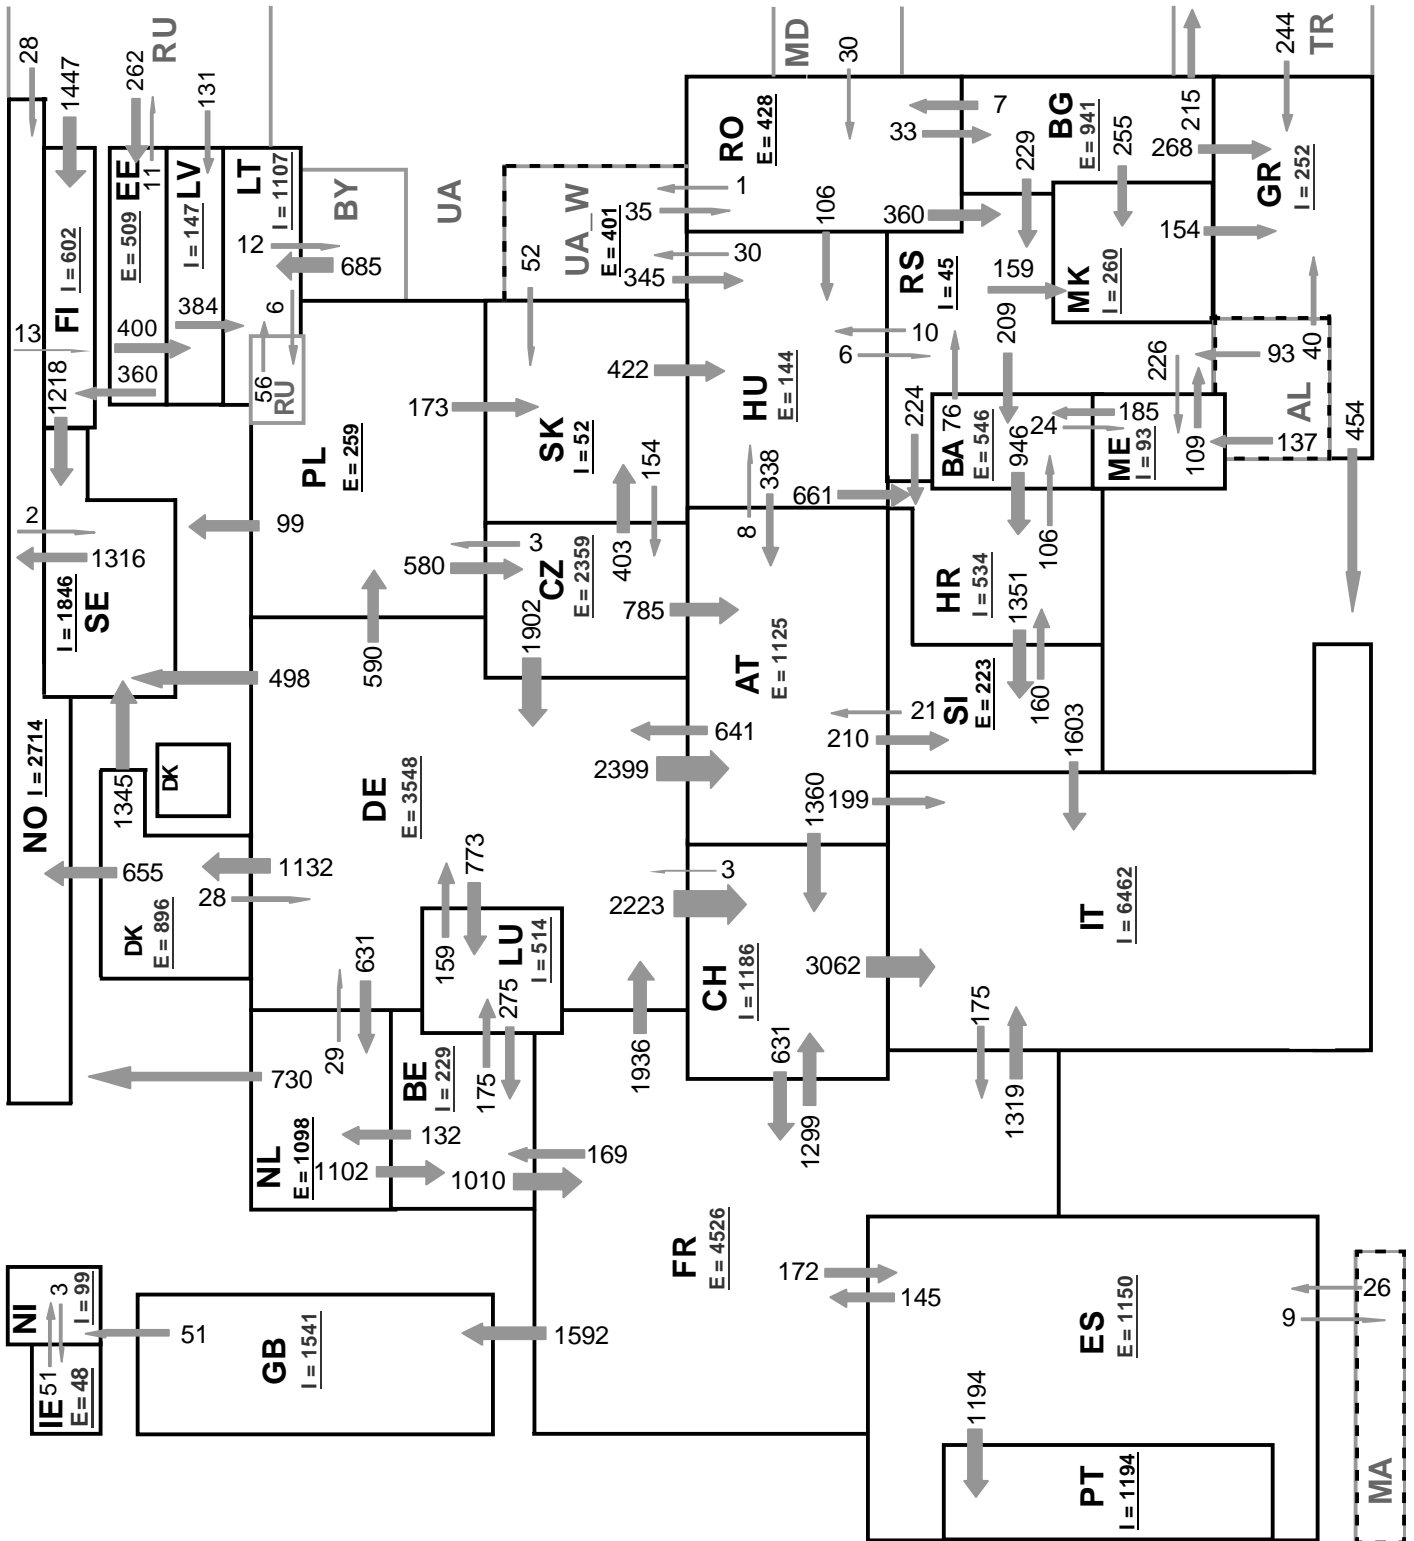 28
1447
262
RU
131
11
MD
30
244
TR
215
NO
I = 2714
FI
I = 602
EE
E = 509
LV
I = 147
LT
I = 1107
BY
UA
UA_W
E = 401
RO
E = 428
BG
E = 941
GR
I = 252
7
33
229
255
268
1
35
30
345
106
360
12
685
52
154
RS
I = 45
159
MK
I = 260
13
400
384
6
56
RU
360
1218
10
6
209
226
93
40
AL
173
422
HU
E = 144
224
76
24
185
109
137
454
PL
E = 259
SK
I = 52
154
338
8
661
BA
E = 546
946
106
ME
I = 93
2
1316
SE
I = 1846
99
580
3
403
CZ
E = 2359
785
HR
I = 534
1351
160
498
590
1902
AT
E = 1125
21
210
SI
E = 223
1603
1345
DK
641
2399
DE
E = 3548
1360
199
655
1132
28
DK
E = 896
773
159
LU
I = 514
275
175
3
2223
CH
I = 1186
3062
IT
I = 6462
29
631
1936
631
1299
175
1319
730
BE
I = 229
132
1102
NL
E = 1098
1010
169
FR
E = 4526
172
145
NI
I = 99
3
51
IE
E = 48
51
GB
I = 1541
1592
ES
E = 1150
26
9
1194
PT
I = 1194
MA